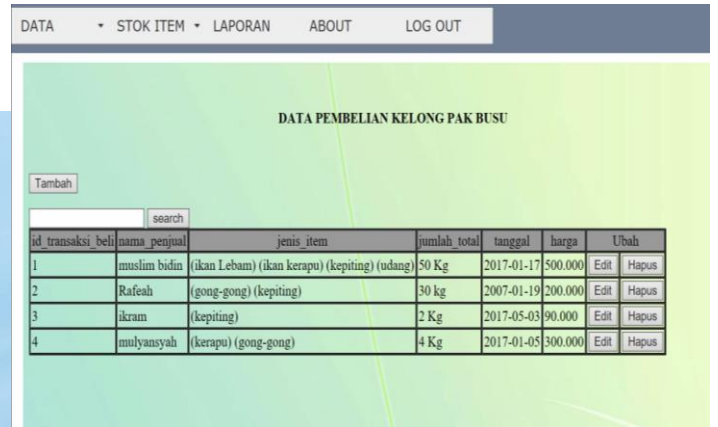 DATA STOK ITEM LAPORAN ABOUT LOG OUT
DATA PEMBELIAN KELONG PAK BUSU
Tambah
search
id_transaksi_beli nama_penjual jenis_item jumlah_total tanggal harga Ubah
1 muslim bidin (ikan Lebam) (ikan kerapu) (kepiting) (udang) 50 Kg 2017-01-17 500.000 Edit Hapus
2 Rafeah (gong-gong) (kepiting) 30 kg 2007-01-19 200.000 Edit Hapus
3 ikram (kepiting) 2 Kg 2017-05-03 90.000 Edit Hapus
4 mulyansyah (kerapu) (gong-gong) 4 Kg 2017-01-05 300.000 Edit Hapus